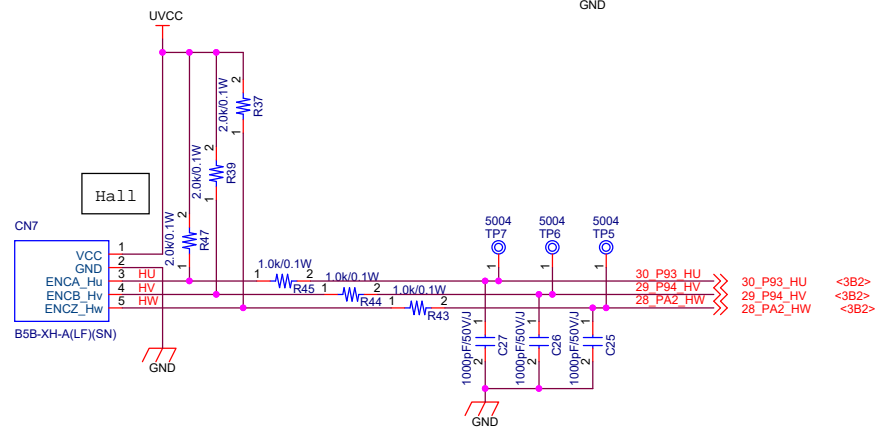 GND
UVCC
2
2.0k/0.1W
R37
1
2
2.0k/0.1W
R39
1
Hall
2
2.0k/0.1W
R47
1
CN7
VCC 1
GND 2
ENCA_Hu 3 HU
ENCB_Hv 4 HV
ENCZ_Hw 5 HW
B5B-XH-A(LF)(SN)
GND
1.0k/0.1W
1 2
R45
1.0k/0.1W
1 2
R44
1.0k/0.1W
1 2
R43
5004 5004 5004
TP7 TP6 TP5
1 1 1
30_P93_HU 30_P93_HU <3B2>
29_P94_HV 29_P94_HV <3B2>
28_PA2_HW 28_PA2_HW <3B2>
1000pF/50V/J
1
2
C27
1000pF/50V/J
1
2
C26
1000pF/50V/J
1
2
C25
GND